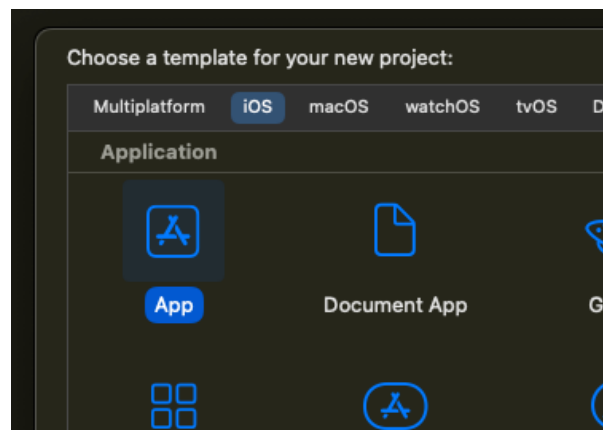 Choose a template for your new project:
Multiplatform iOS macOS watchOS tvOS D
Application
App Document App G